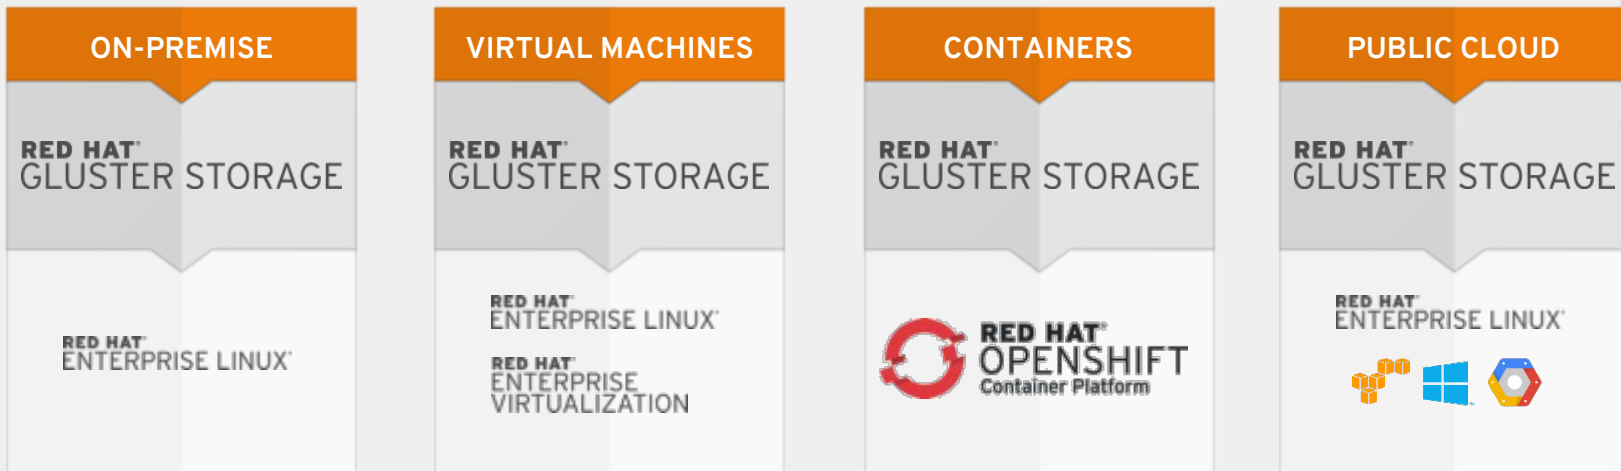 ON-PREMISE
RED HAT®
GLUSTER STORAGE
RED HAT®
ENTERPRISE LINUX®
VIRTUAL MACHINES
RED HAT®
GLUSTER STORAGE
RED HAT®
ENTERPRISE LINUX®
RED HAT®
ENTERPRISE
VIRTUALIZATION
CONTAINERS
RED HAT®
GLUSTER STORAGE
RED HAT®
OPENSHIFT
Container Platform
PUBLIC CLOUD
RED HAT®
GLUSTER STORAGE
RED HAT®
ENTERPRISE LINUX®